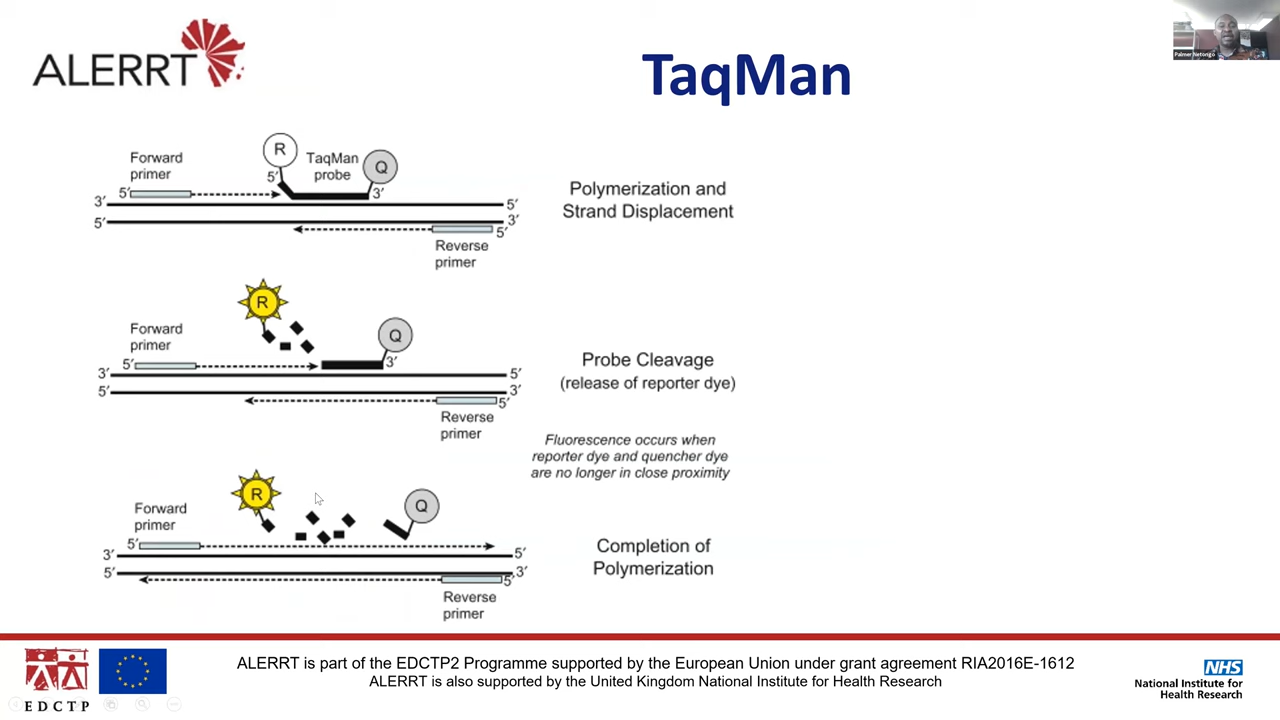 ALERRT
TaqMan
Palmer Netongo
Forward
primer
R
TaqMan
probe
Q
5′
5′
3′
3′
5′
5′
3′
5′
Reverse
primer
Polymerization and
Strand Displacement
R
Forward
primer
Q
5′
3′
3′
5′
5′
3′
5′
Reverse
primer
Probe Cleavage
(release of reporter dye)
Fluorescence occurs when
reporter dye and quencher dye
are no longer in close proximity
R
Forward
primer
Q
5′
3′
5′
5′
3′
5′
Reverse
primer
Completion of
Polymerization
EDCTP
ALERRT is part of the EDCTP2 Programme supported by the European Union under grant agreement RIA2016E-1612
ALERRT is also supported by the United Kingdom National Institute for Health Research
NHS
National Institute for
Health Research